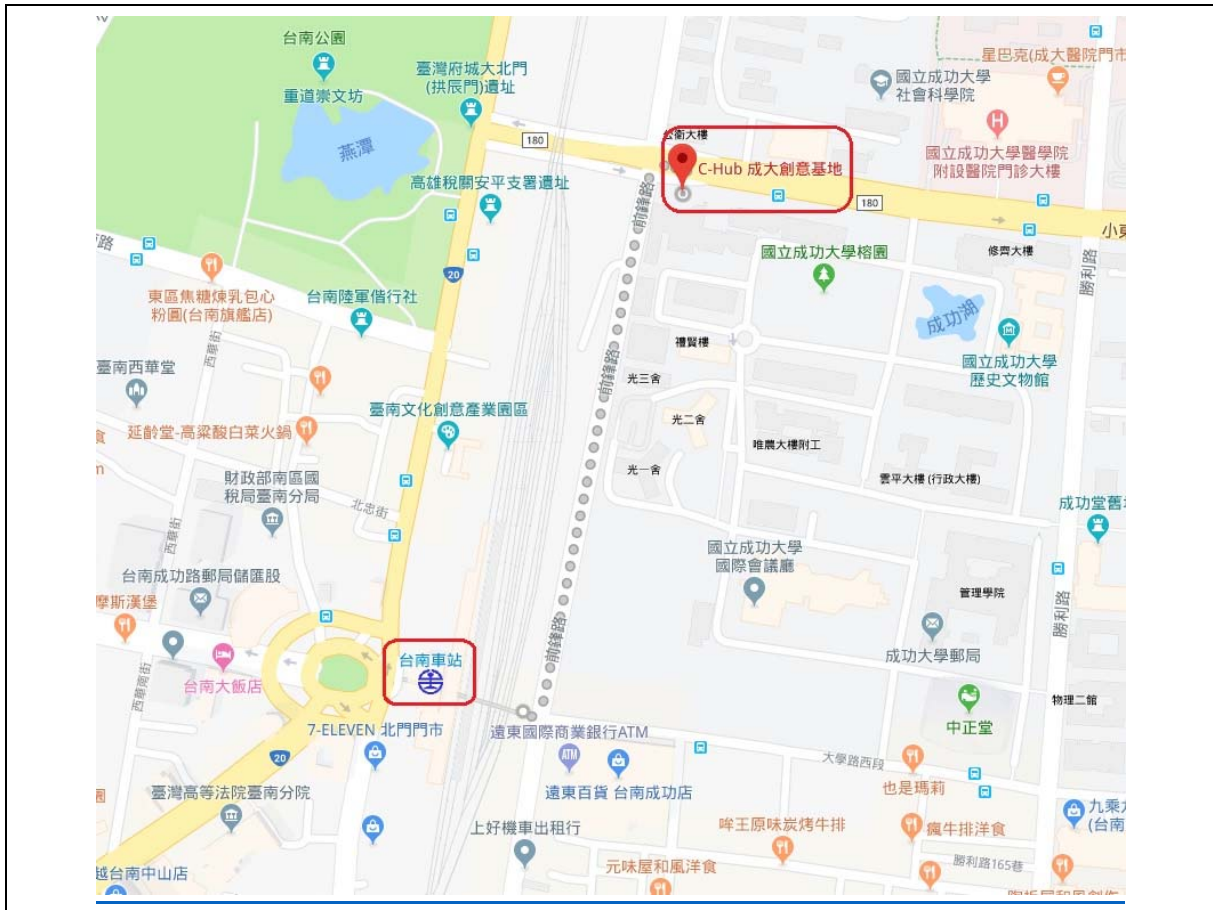 台南公園
重道崇文坊
燕潭
臺灣府城大北門
(拱辰門)遺址
180
公衛大樓
C-Hub 成大創意基地
國立成功大學
社會科學院
星巴克(成大醫院門市
H
國立成功大學醫學院
附設醫院門診大樓
180
高雄稅關安平支署遺址
前鋒路
20
國立成功大學榕園
修齊大樓
小東
勝利路
路
東區焦糖煉乳包心
粉圓(台南旗艦店)
台南陸軍偕行社
西華街
成功湖
國立成功大學
歷史文物館
禮賢樓
前鋒路
光三舍
臺南西華堂
臺南文化創意產業園區
延齡堂-高粱酸白菜火鍋
食
光二舍
唯農大樓附工
m
財政部南區國
稅局臺南分局
北忠街
光一舍
雲平大樓 (行政大樓)
成功堂舊
西華街
國立成功大學
國際會議廳
台南成功路郵局儲匯股
摩斯漢堡
管理學院
勝利路
成功大學郵局
前鋒路
台南車站
台南大飯店
西華南街
物理二館
中正堂
7-ELEVEN 北門門市
遠東國際商業銀行ATM
ATM
20
大學路西段
也是瑪莉
臺灣高等法院臺南分院
園
遠東百貨 台南成功店
九乘九
(台南
上好機車出租行
哞王原味炭烤牛排
瘋牛排洋食
勝利路165巷
越台南中山店
元味屋和風洋食